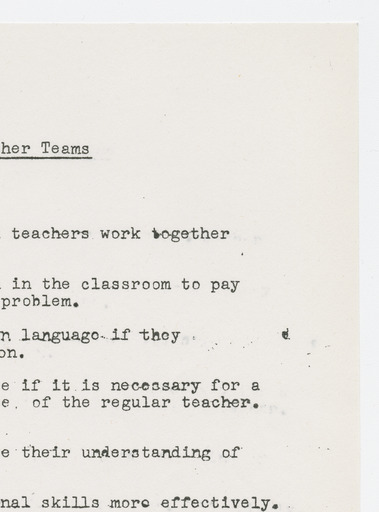 her Teams
teachers work together
in the classroom to pay
problem.
n language if they d
on.
e if it is necessary for a
e, of the regular teacher.
e their understanding of
nal skills more effectively.